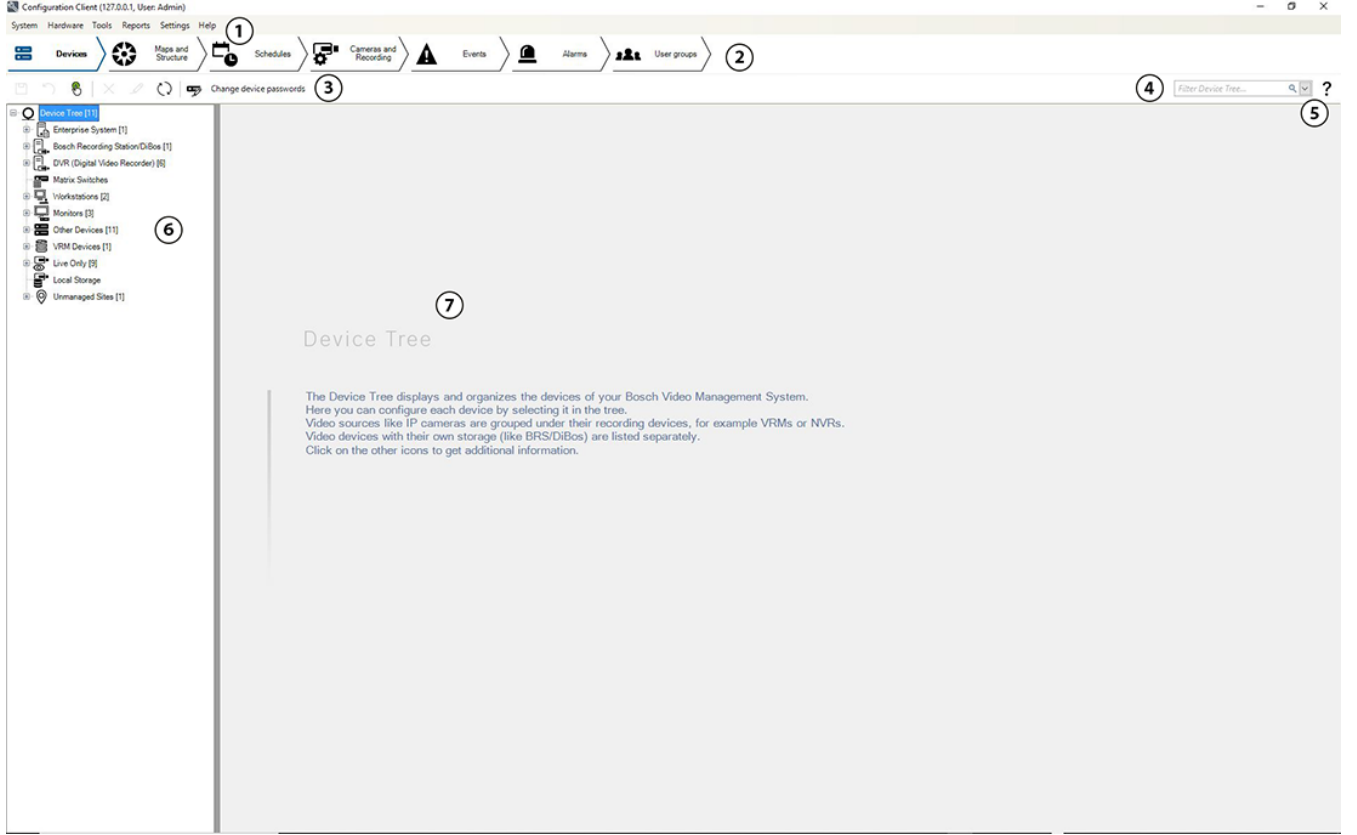 Configuration Client (127.0.0.1, User: Admin)
System Hardware Tools Reports Settings Help
1
Devices
Maps and
Structure
Schedules
Cameras and
Recording
Events
Alarms
User groups
2
Change device passwords
3
4
Filter Device Tree...
?
5
Device Tree [11]
Enterprise System [1]
Bosch Recording Station/DiBos [1]
DVR (Digital Video Recorder) [6]
Matrix Switches
Workstations [2]
Monitors [3]
Other Devices [11]
VRM Devices [1]
Live Only [9]
Local Storage
Unmanaged Sites [1]
6
7
Device Tree
The Device Tree displays and organizes the devices of your Bosch Video Management System.
Here you can configure each device by selecting it in the tree.
Video sources like IP cameras are grouped under their recording devices, for example VRMs or NVRs.
Video devices with their own storage (like BRS/DiBos) are listed separately.
Click on the other icons to get additional information.